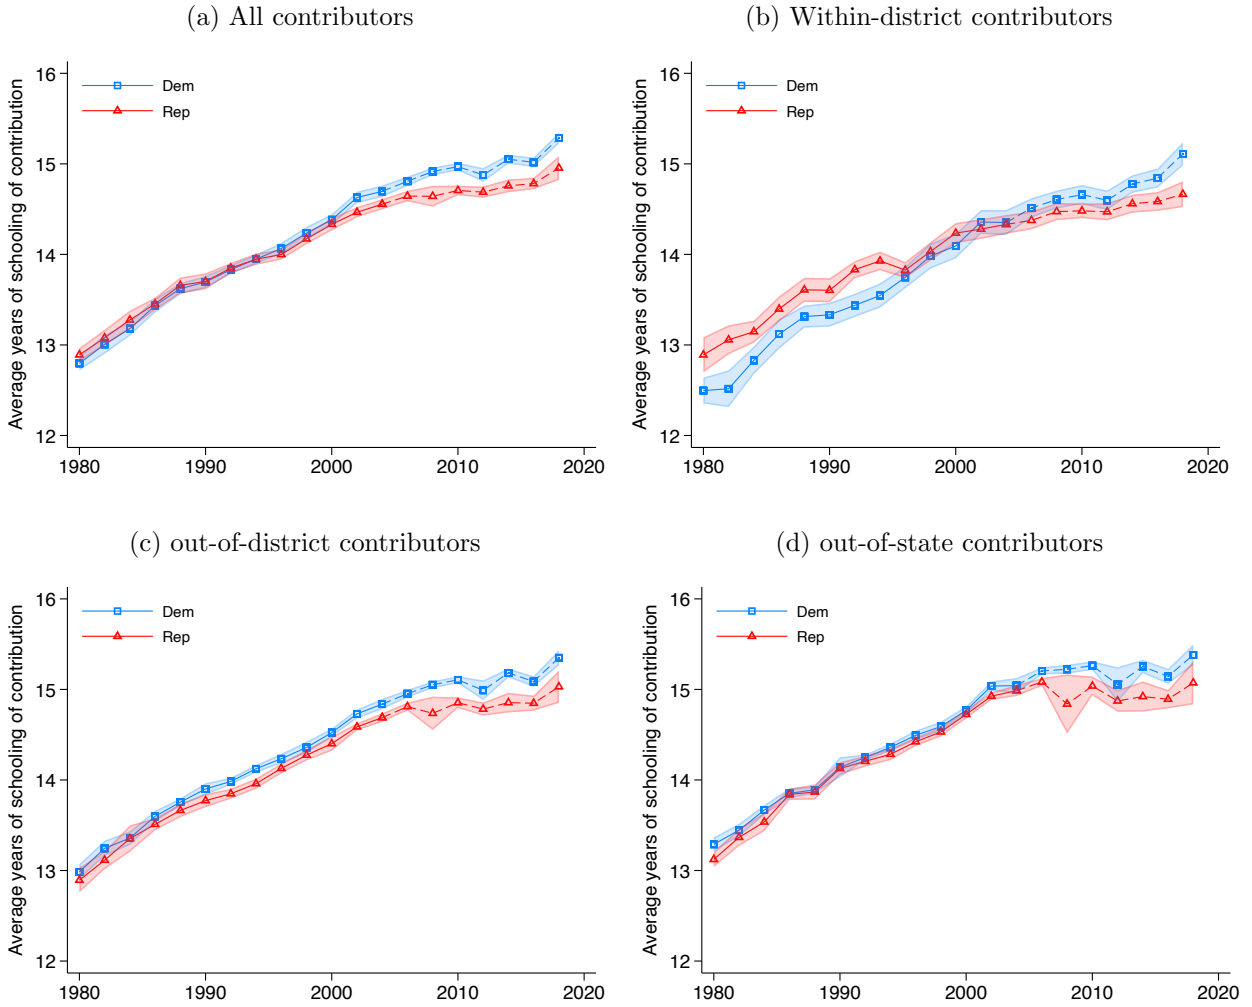 (a) All contributors
Average years of schooling of contribution
16
15
14
13
12
Dem
Rep
1980
1990
2000
2010
2020
(b) Within-district contributors
Average years of schooling of contribution
16
15
14
13
12
Dem
Rep
1980
1990
2000
2010
2020
(c) out-of-district contributors
Average years of schooling of contribution
16
15
14
13
12
Dem
Rep
1980
1990
2000
2010
2020
(d) out-of-state contributors
Average years of schooling of contribution
16
15
14
13
12
Dem
Rep
1980
1990
2000
2010
2020